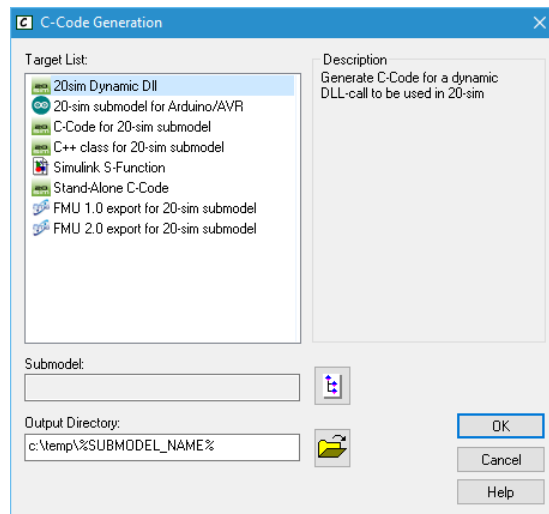 C-Code Generation
Target List:
20sim Dynamic Dll
20-sim submodel for Arduino/AVR
C-Code for 20-sim submodel
C++ class for 20-sim submodel
Simulink S-Function
Stand-Alone C-Code
FMU 1.0 export for 20-sim submodel
FMU 2.0 export for 20-sim submodel
Description
Generate C-Code for a dynamic
DLL-call to be used in 20-sim
Submodel:
Output Directory:
c:\temp\%SUBMODEL_NAME%
OK
Cancel
Help